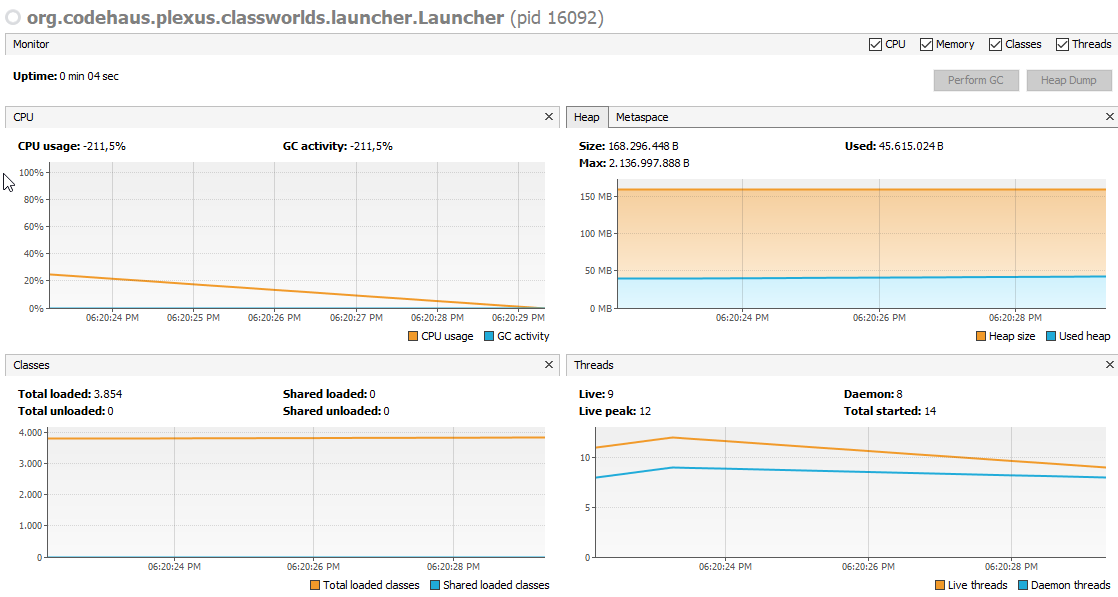 org.codehaus.plexus.classworlds.launcher.Launcher (pid 16092)
Monitor
CPU Memory Classes Threads
Uptime: 0 min 04 sec
Perform GC Heap Dump
CPU
CPU usage: -211,5% GC activity: -211,5%
100%
80%
60%
40%
20%
0%
06:20:24 PM 06:20:25 PM 06:20:26 PM 06:20:27 PM 06:20:28 PM 06:20:29 PM
CPU usage GC activity
Heap Metaspace
Size: 168.296.448 B Used: 45.615.024 B
Max: 2.136.997.888 B
150 MB
100 MB
50 MB
0 MB
06:20:24 PM 06:20:26 PM 06:20:28 PM
Heap size Used heap
Classes
Total loaded: 3.854 Shared loaded: 0
Total unloaded: 0 Shared unloaded: 0
4.000
3.000
2.000
1.000
0
06:20:24 PM 06:20:26 PM 06:20:28 PM
Total loaded classes Shared loaded classes
Threads
Live: 9 Daemon: 8
Live peak: 12 Total started: 14
10
5
0
06:20:24 PM 06:20:26 PM 06:20:28 PM
Live threads Daemon threads